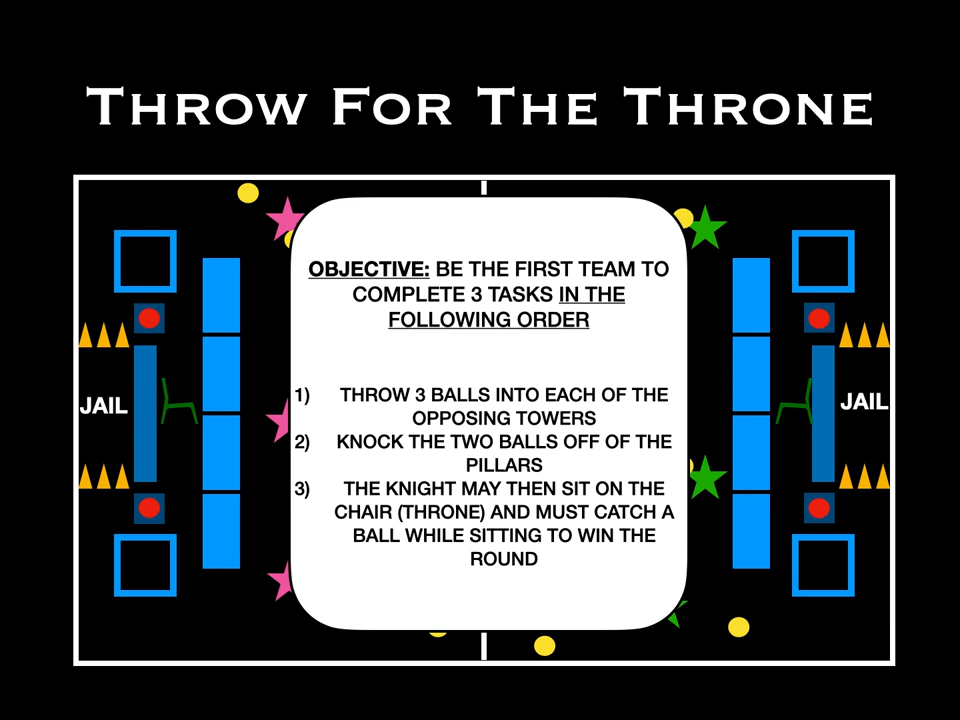 THROW FOR THE THRONE
OBJECTIVE: BE THE FIRST TEAM TO
COMPLETE 3 TASKS IN THE
FOLLOWING ORDER
1) THROW 3 BALLS INTO EACH OF THE
OPPOSING TOWERS
2) KNOCK THE TWO BALLS OFF OF THE
PILLARS
3) THE KNIGHT MAY THEN SIT ON THE
CHAIR (THRONE) AND MUST CATCH A
BALL WHILE SITTING TO WIN THE
ROUND
JAIL
JAIL